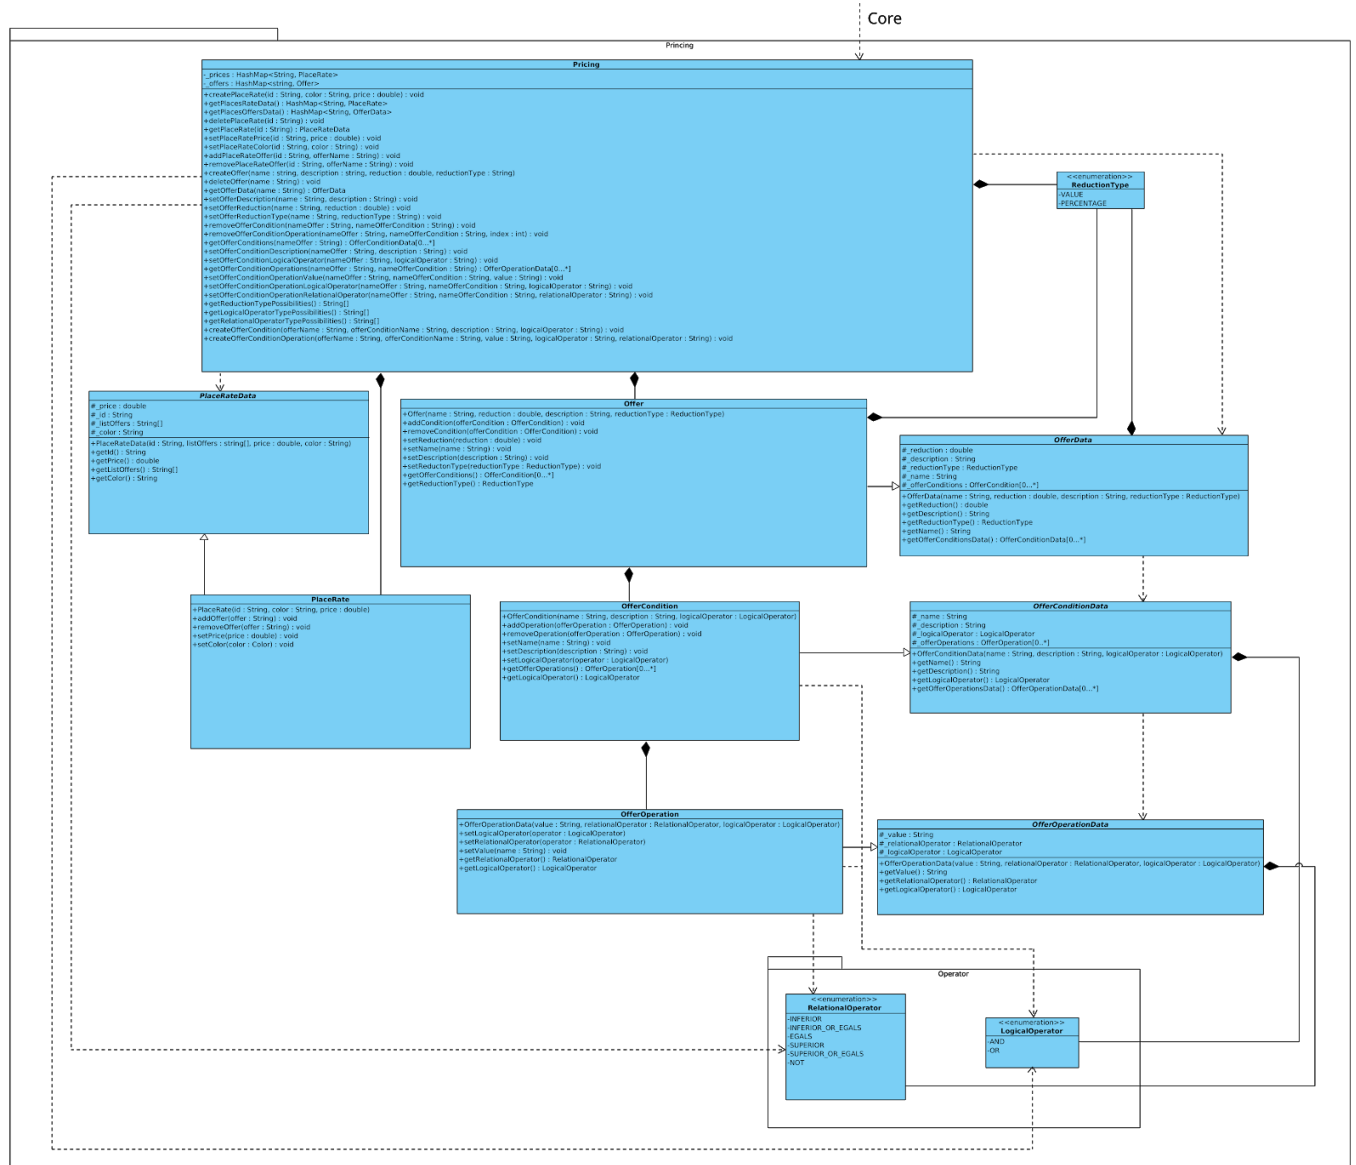 Core
Princing
Pricing
-_prices : HashMap<String, PlaceRate>
-_offers : HashMap<string, Offer>
+createPlaceRate(id : String, color : String, price : double) : void
+getPlacesRateData() : HashMap<String, PlaceRate>
+getPlacesOffersData() : HashMap<String, OfferData>
+deletePlaceRate(id : String) : void
+getPlaceRate(id : String) : PlaceRateData
+setPlaceRatePrice(id : String, price : double) : void
+setPlaceRateColor(id : String, color : String) : void
+addPlaceRateOffer(id : String, offerName : String) : void
+removePlaceRateOffer(id : String, offerName : String) : void
+createOffer(name : string, description : string, reduction : double, reductionType : String)
+deleteOffer(name : String) : void
+getOfferData(name : String) : OfferData
+setOfferDescription(name : String, description : String) : void
+setOfferReduction(name : String, reduction : double) : void
+setOfferReductionType(name : String, reductionType : String) : void
+removeOfferCondition(nameOffer : String, nameOfferCondition : String) : void
+removeOfferConditionOperation(nameOffer : String, nameOfferCondition : String, index : int) : void
+getOfferConditions(nameOffer : String) : OfferConditionData[0...*]
+setOfferConditionDescription(nameOffer : String, description : String) : void
+setOfferConditionLogicalOperator(nameOffer : String, logicalOperator : String) : void
+getOfferConditionOperations(nameOffer : String, nameOfferCondition : String) : OfferOperationData[0...*]
+setOfferConditionOperationValue(nameOffer : String, nameOfferCondition : String, value : String) : void
+setOfferConditionOperationLogicalOperator(nameOffer : String, nameOfferCondition : String, logicalOperator : String) : void
+setOfferConditionOperationRelationalOperator(nameOffer : String, nameOfferCondition : String, relationalOperator : String) : void
+getReductionTypePossibilities() : String[]
+getLogicalOperatorTypePossibilities() : String[]
+getRelationalOperatorTypePossibilities() : String[]
+createOfferCondition(offerName : String, offerConditionName : String, description : String, logicalOperator : String) : void
+createOfferConditionOperation(offerName : String, offerConditionName : String, value : String, logicalOperator : String, relationalOperator : String) : void
<<enumeration>>
ReductionType
-VALUE
-PERCENTAGE
PlaceRateData
#_price : double
#_id : String
#_listOffers : String[]
#_color : String
+PlaceRateData(id : String, listOffers : string[], price : double, color : String)
+getId() : String
+getPrice() : double
+getListOffers() : String[]
+getColor() : String
Offer
+Offer(name : String, reduction : double, description : String, reductionType : ReductionType)
+addCondition(offerCondition : OfferCondition) : void
+removeCondition(offerCondition : OfferCondition) : void
+setReduction(reduction : double) : void
+setName(name : String) : void
+setDescription(description : String) : void
+setReductonType(reductionType : ReductionType) : void
+getOfferConditions() : OfferCondition[0...*]
+getReductionType() : ReductionType
OfferData
#_reduction : double
#_description : String
#_reductionType : ReductionType
#_name : String
#_offerConditions : OfferCondition[0...*]
+OfferData(name : String, reduction : double, description : String, reductionType : ReductionType)
+getReduction() : double
+getDescription() : String
+getReductionType() : ReductionType
+getName() : String
+getOfferConditionsData() : OfferConditionData[0...*]
PlaceRate
+PlaceRate(id : String, color : String, price : double)
+addOffer(offer : String) : void
+removeOffer(offer : String) : void
+setPrice(price : double) : void
+setColor(color : Color) : void
OfferCondition
+OfferCondition(name : String, description : String, logicalOperator : LogicalOperator)
+addOperation(offerOperation : OfferOperation) : void
+removeOperation(offerOperation : OfferOperation) : void
+setName(name : String) : void
+setDescription(description : String) : void
+setLogicalOperator(operator : LogicalOperator)
+getOfferOperations() : OfferOperation[0...*]
+getLogicalOperator() : LogicalOperator
OfferConditionData
#_name : String
#_description : String
#_logicalOperator : LogicalOperator
#_offerOperations : OfferOperation[0..*]
+OfferConditionData(name : String, description : String, logicalOperator : LogicalOperator)
+getName() : String
+getDescription() : String
+getLogicalOperator() : LogicalOperator
+getOfferOperationsData() : OfferOperationData[0...*]
OfferOperation
+OfferOperationData(value : String, relationalOperator : RelationalOperator, logicalOperator : LogicalOperator)
+setLogicalOperator(operator : LogicalOperator)
+setRelationalOperator(operator : RelationalOperator)
+setValue(name : String) : void
+getRelationalOperator() : RelationalOperator
+getLogicalOperator() : LogicalOperator
OfferOperationData
#_value : String
#_relationalOperator : RelationalOperator
#_logicalOperator : LogicalOperator
+OfferOperationData(value : String, relationalOperator : RelationalOperator, logicalOperator : LogicalOperator)
+getValue() : String
+getRelationalOperator() : RelationalOperator
+getLogicalOperator() : LogicalOperator
Operator
<<enumeration>>
RelationalOperator
-INFERIOR
-INFERIOR_OR_EGALS
-EGALS
-SUPERIOR
-SUPERIOR_OR_EGALS
-NOT
<<enumeration>>
LogicalOperator
-AND
-OR